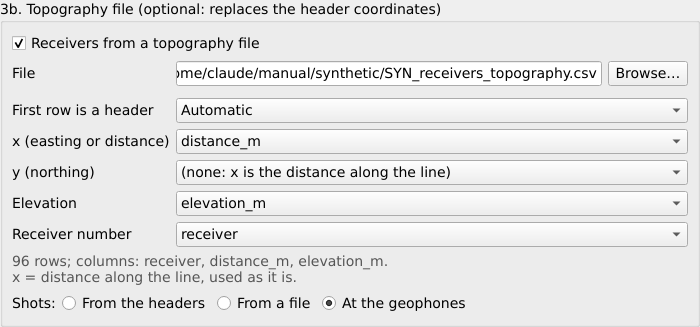 3b. Topography file (optional: replaces the header coordinates)
Receivers from a topography file
File ome/claude/manual/synthetic/SYN_receivers_topography.csv Browse...
First row is a header Automatic
x (easting or distance) distance_m
y (northing) (none: x is the distance along the line)
Elevation elevation_m
Receiver number receiver
96 rows; columns: receiver, distance_m, elevation_m.
x = distance along the line, used as it is.
Shots: From the headers From a file At the geophones